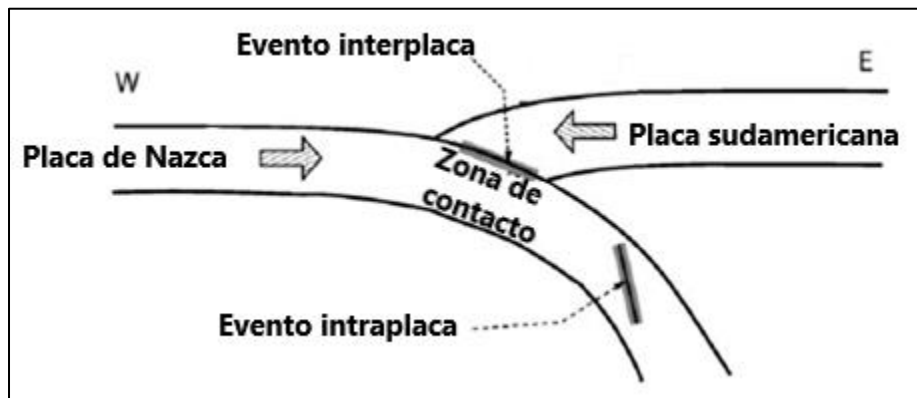 Evento interplaca
W
E
Placa de Nazca
Placa sudamericana
Zona de
contacto
Evento intraplaca